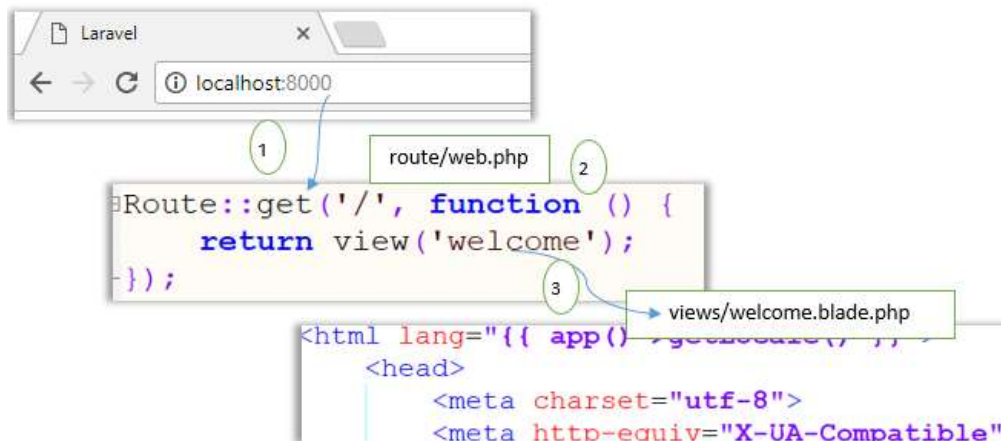 Laravel
localhost:8000
1
route/web.php
2
Route::get('/', function () {
return view('welcome');
});
3
views/welcome.blade.php
<html lang="{{ app()
<head>
<meta charset="utf-8">
<meta http-equiv="X-UA-Compatible"